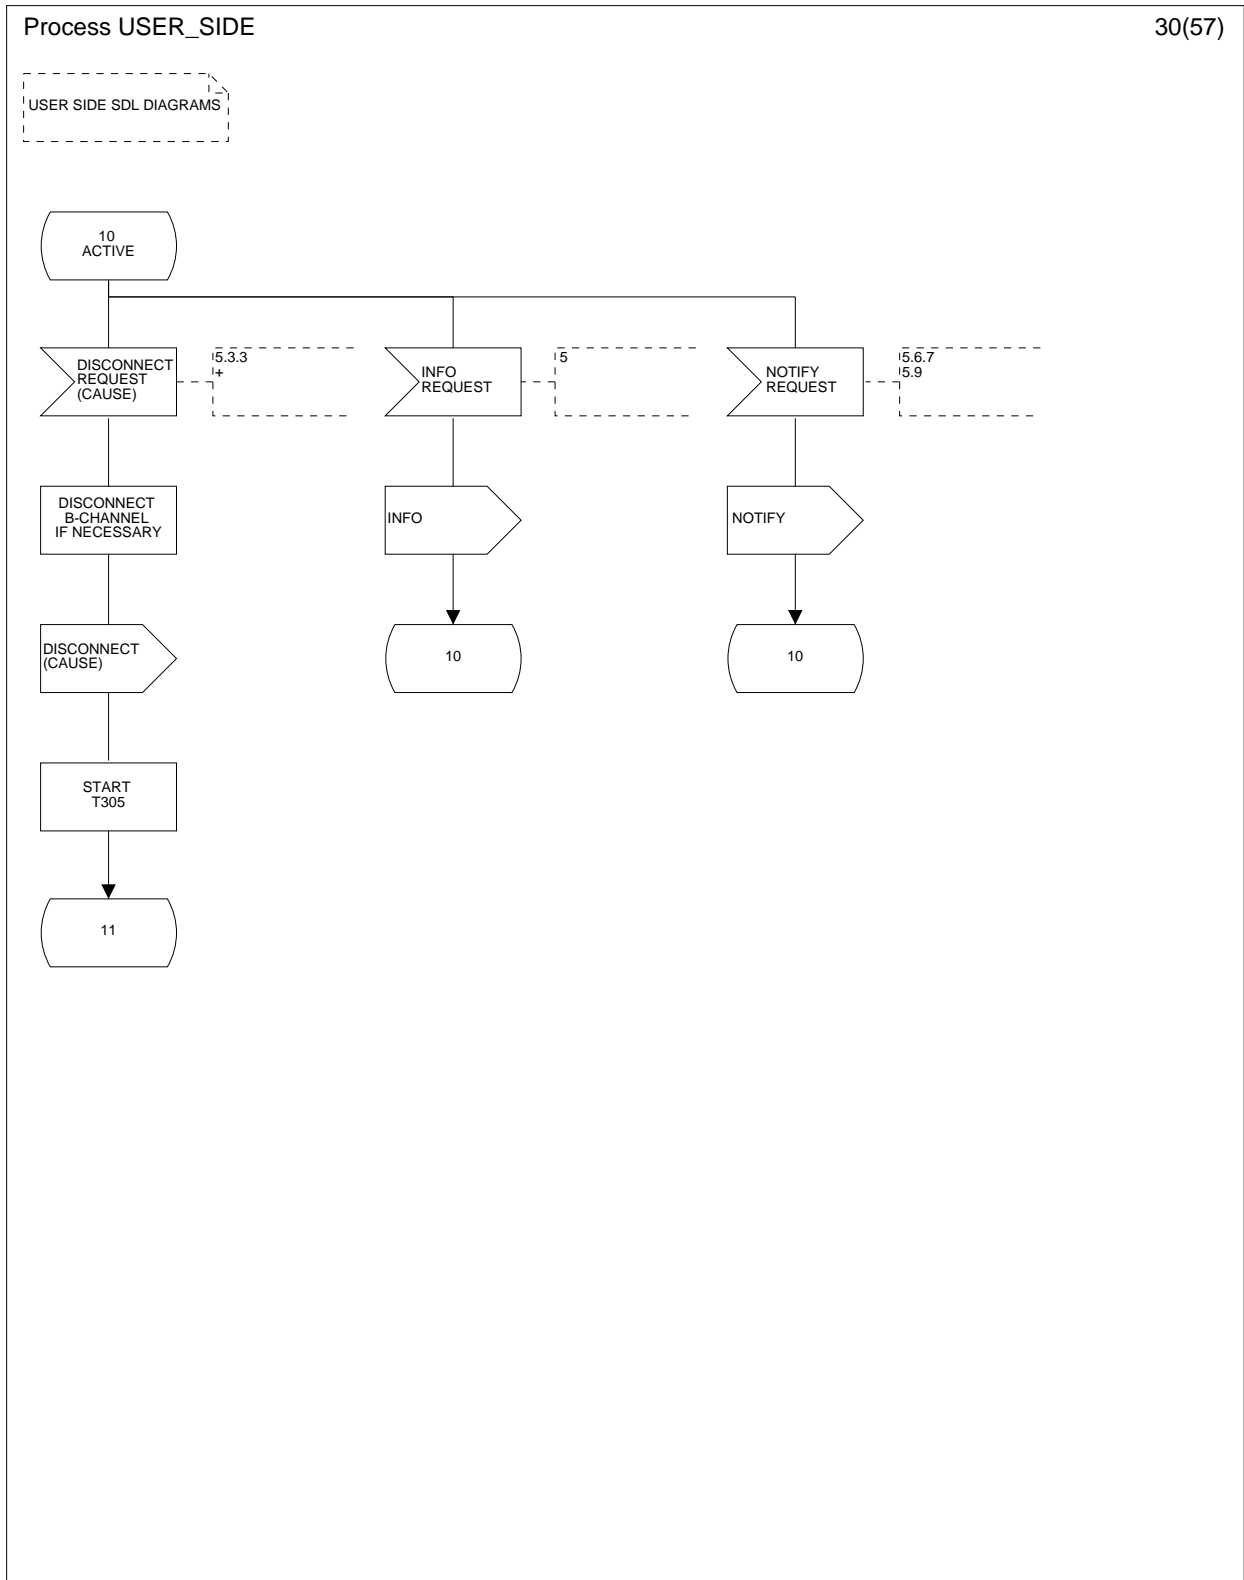 Process USER_SIDE
30(57)
USER SIDE SDL DIAGRAMS
10
ACTIVE
DISCONNECT
REQUEST
(CAUSE)
5.3.3
+
INFO
REQUEST
5
NOTIFY
REQUEST
5.6.7
5.9
DISCONNECT
B-CHANNEL
IF NECESSARY
INFO
NOTIFY
DISCONNECT
(CAUSE)
10
10
START
T305
11